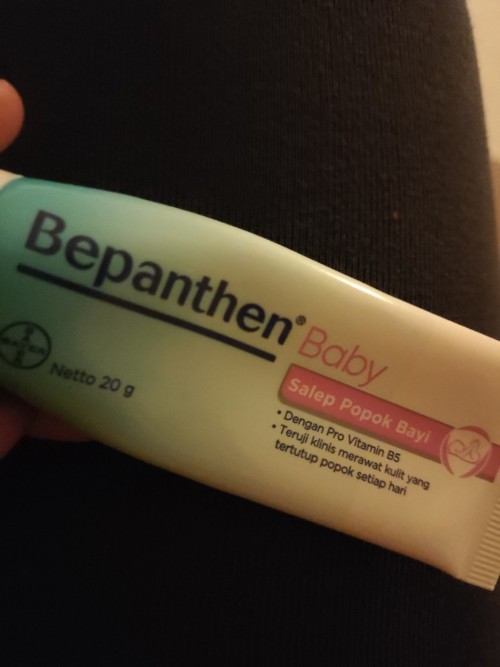 Bepanthen® Baby
BAYER
Netto 20 g
Salep Popok Bayi
• Dengan Pro Vitamin B5
• Teruji klinis merawat kulit yang
tertutup popok setiap hari